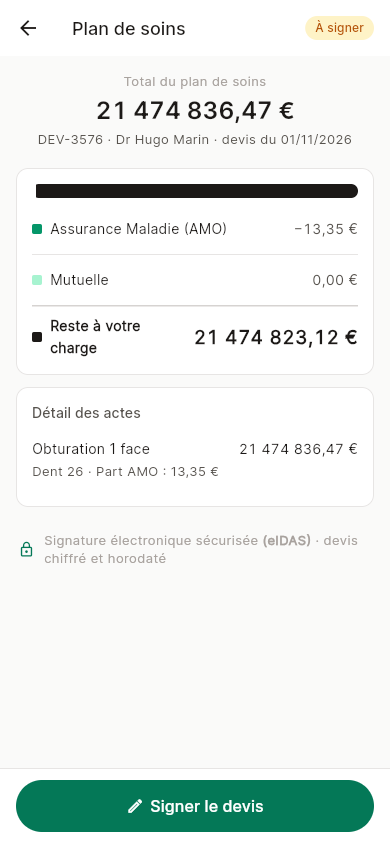 Plan de soins
À signer
Total du plan de soins
21 474 836,47 €
DEV-3576 · Dr Hugo Marin · devis du 01/11/2026
Assurance Maladie (AMO) −13,35 €
Mutuelle 0,00 €
Reste à votre
charge
21 474 823,12 €
Détail des actes
Obturation 1 face 21 474 836,47 €
Dent 26 · Part AMO : 13,35 €
Signature électronique sécurisée (eIDAS) · devis
chiffré et horodaté
Signer le devis